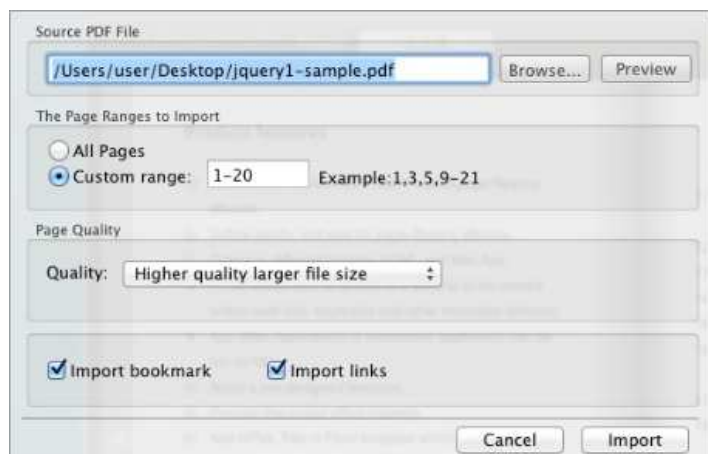 Source PDF File
/Users/user/Desktop/jquery1-sample.pdf Browse... Preview
The Page Ranges to Import
All Pages
Custom range: 1-20 Example:1,3,5,9-21
Page Quality
Quality: Higher quality larger file size
Import bookmark Import links
Cancel Import